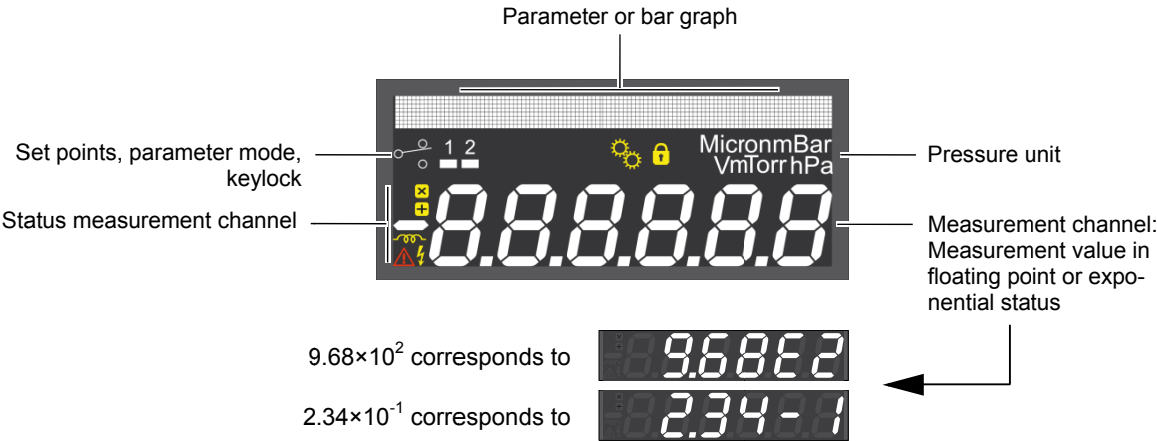 Parameter or bar graph
1 2
MicronmBar
VmTorrhPa
Set points, parameter mode,
keylock
Pressure unit
Status measurement channel
-8.8.8.8.8.8
Measurement channel:
Measurement value in
floating point or expo-
nential status
9.68×10² corresponds to
9.68E2
2.34×10⁻¹ corresponds to
2.34-1